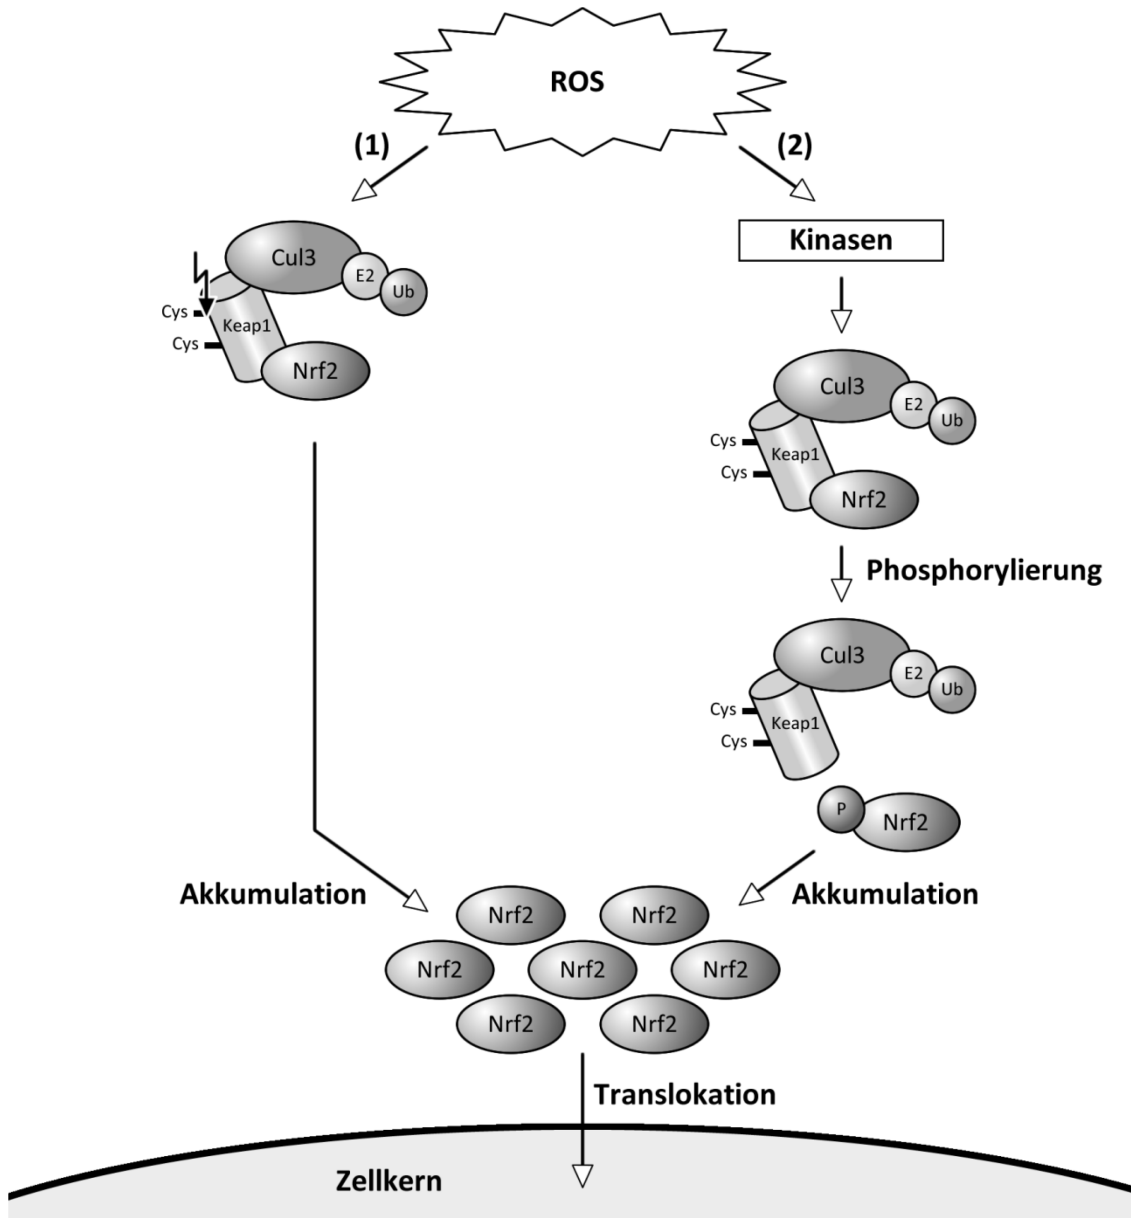 ROS
(1)
(2)
Cul3
E2
Ub
Cys
Keap1
Cys
Nrf2
Kinasen
Cul3
E2
Ub
Cys
Keap1
Cys
Nrf2
Phosphorylierung
Cul3
E2
Ub
Cys
Keap1
Cys
P
Nrf2
Akkumulation
Akkumulation
Nrf2
Nrf2
Nrf2
Nrf2
Nrf2
Nrf2
Nrf2
Translokation
Zellkern